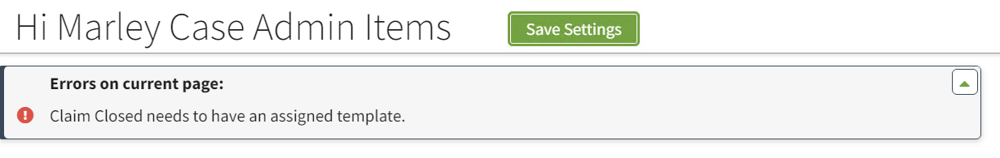 Hi Marley Case Admin Items
Save Settings
Errors on current page:
Claim Closed needs to have an assigned template.